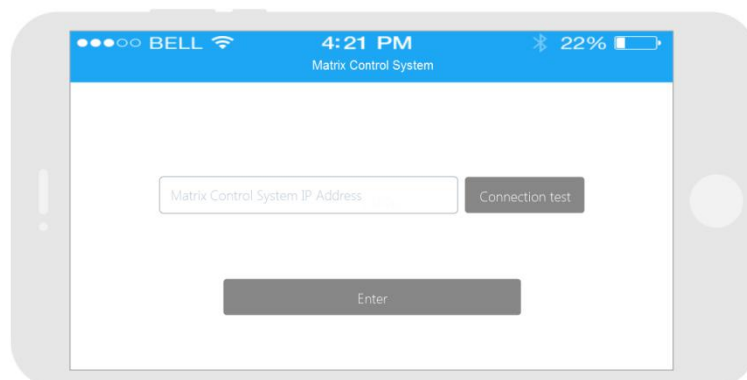 BELL 4:21 PM 22%
Matrix Control System
Matrix Control System IP Address Connection test
Enter